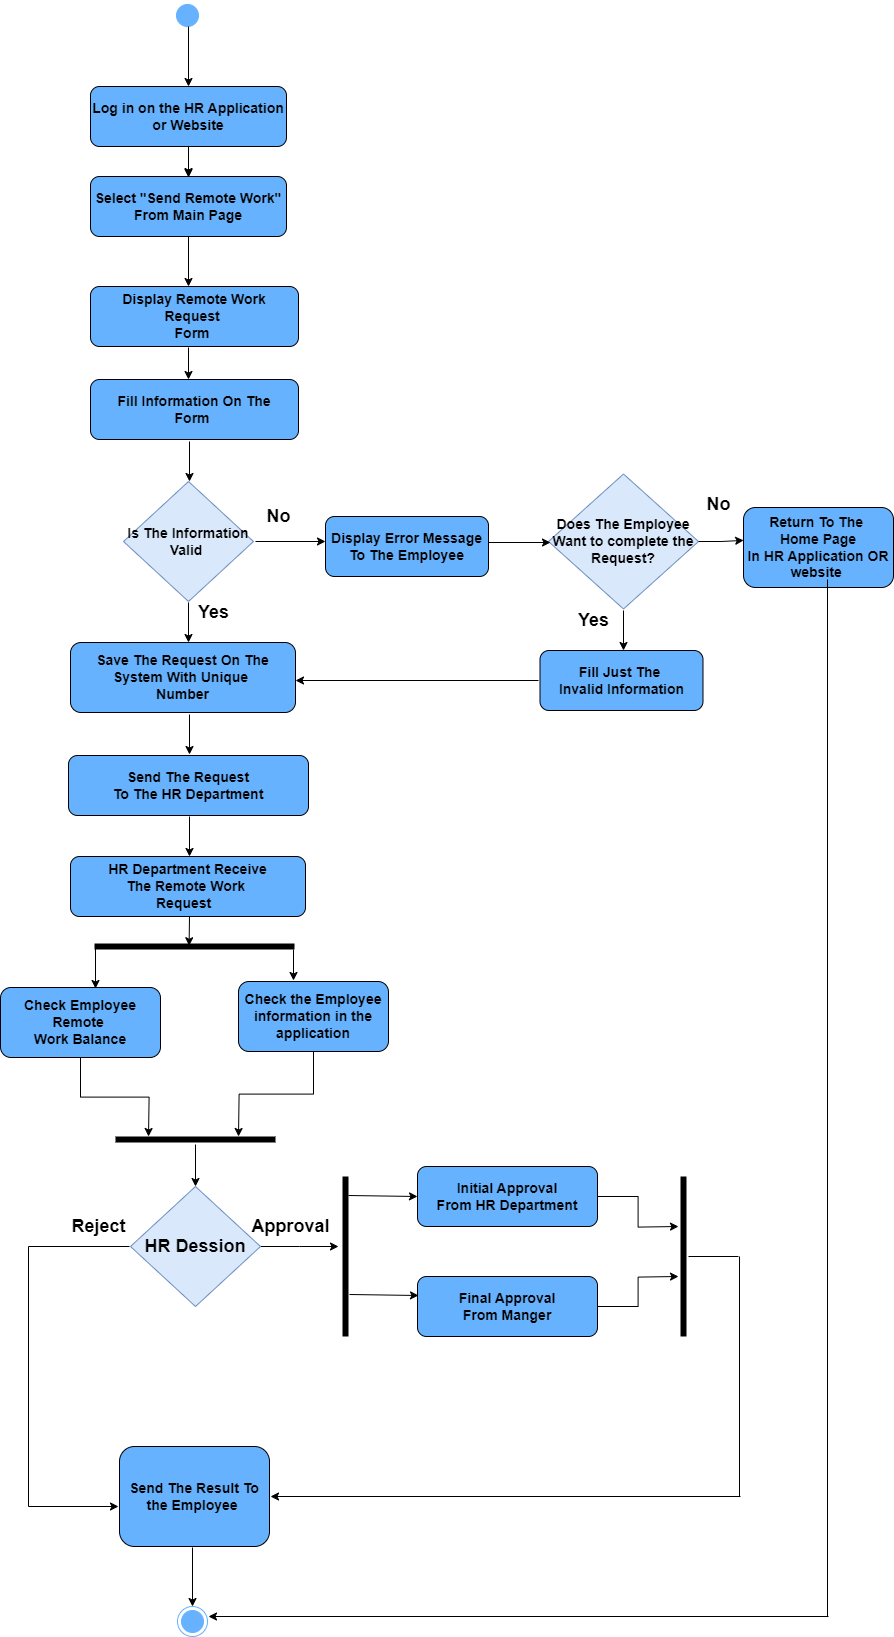 Log in on the HR Application
or Website
Select "Send Remote Work"
From Main Page
Display Remote Work
Request
Form
Fill Information On The
Form
Is The Information
Valid
No
Display Error Message
To The Employee
Does The Employee
Want to complete the
Request?
No
Return To The
Home Page
In HR Application OR
website
Yes
Yes
Save The Request On The
System With Unique
Number
Fill Just The
Invalid Information
Send The Request
To The HR Department
HR Department Receive
The Remote Work
Request
Check Employee
Remote
Work Balance
Check the Employee
information in the
application
Reject
HR Dession
Approval
Initial Approval
From HR Department
Final Approval
From Manger
Send The Result To
the Employee